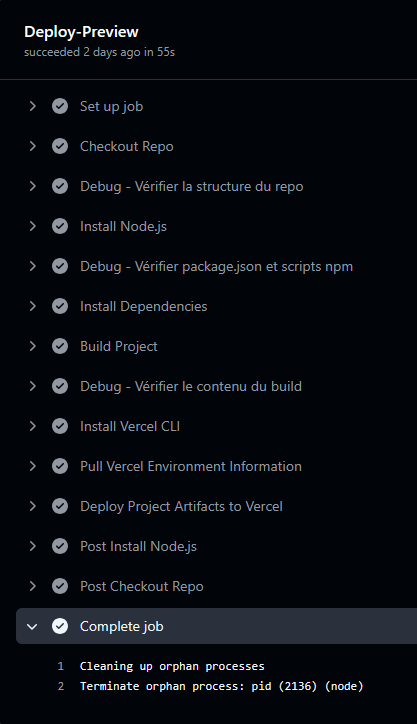 Deploy-Preview
succeeded 2 days ago in 55s
Set up job
Checkout Repo
Debug - Vérifier la structure du repo
Install Node.js
Debug - Vérifier package.json et scripts npm
Install Dependencies
Build Project
Debug - Vérifier le contenu du build
Install Vercel CLI
Pull Vercel Environment Information
Deploy Project Artifacts to Vercel
Post Install Node.js
Post Checkout Repo
Complete job
1 Cleaning up orphan processes
2 Terminate orphan process: pid (2136) (node)